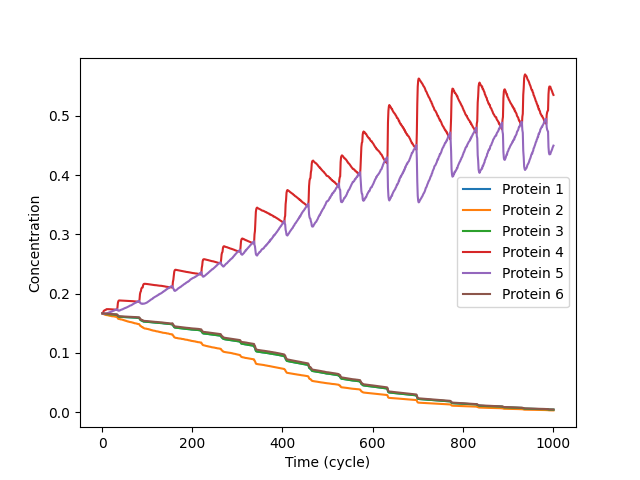 Concentration
0.5
0.4
0.3
0.2
0.1
0.0
Protein 1
Protein 2
Protein 3
Protein 4
Protein 5
Protein 6
0 200 400 600 800 1000
Time (cycle)